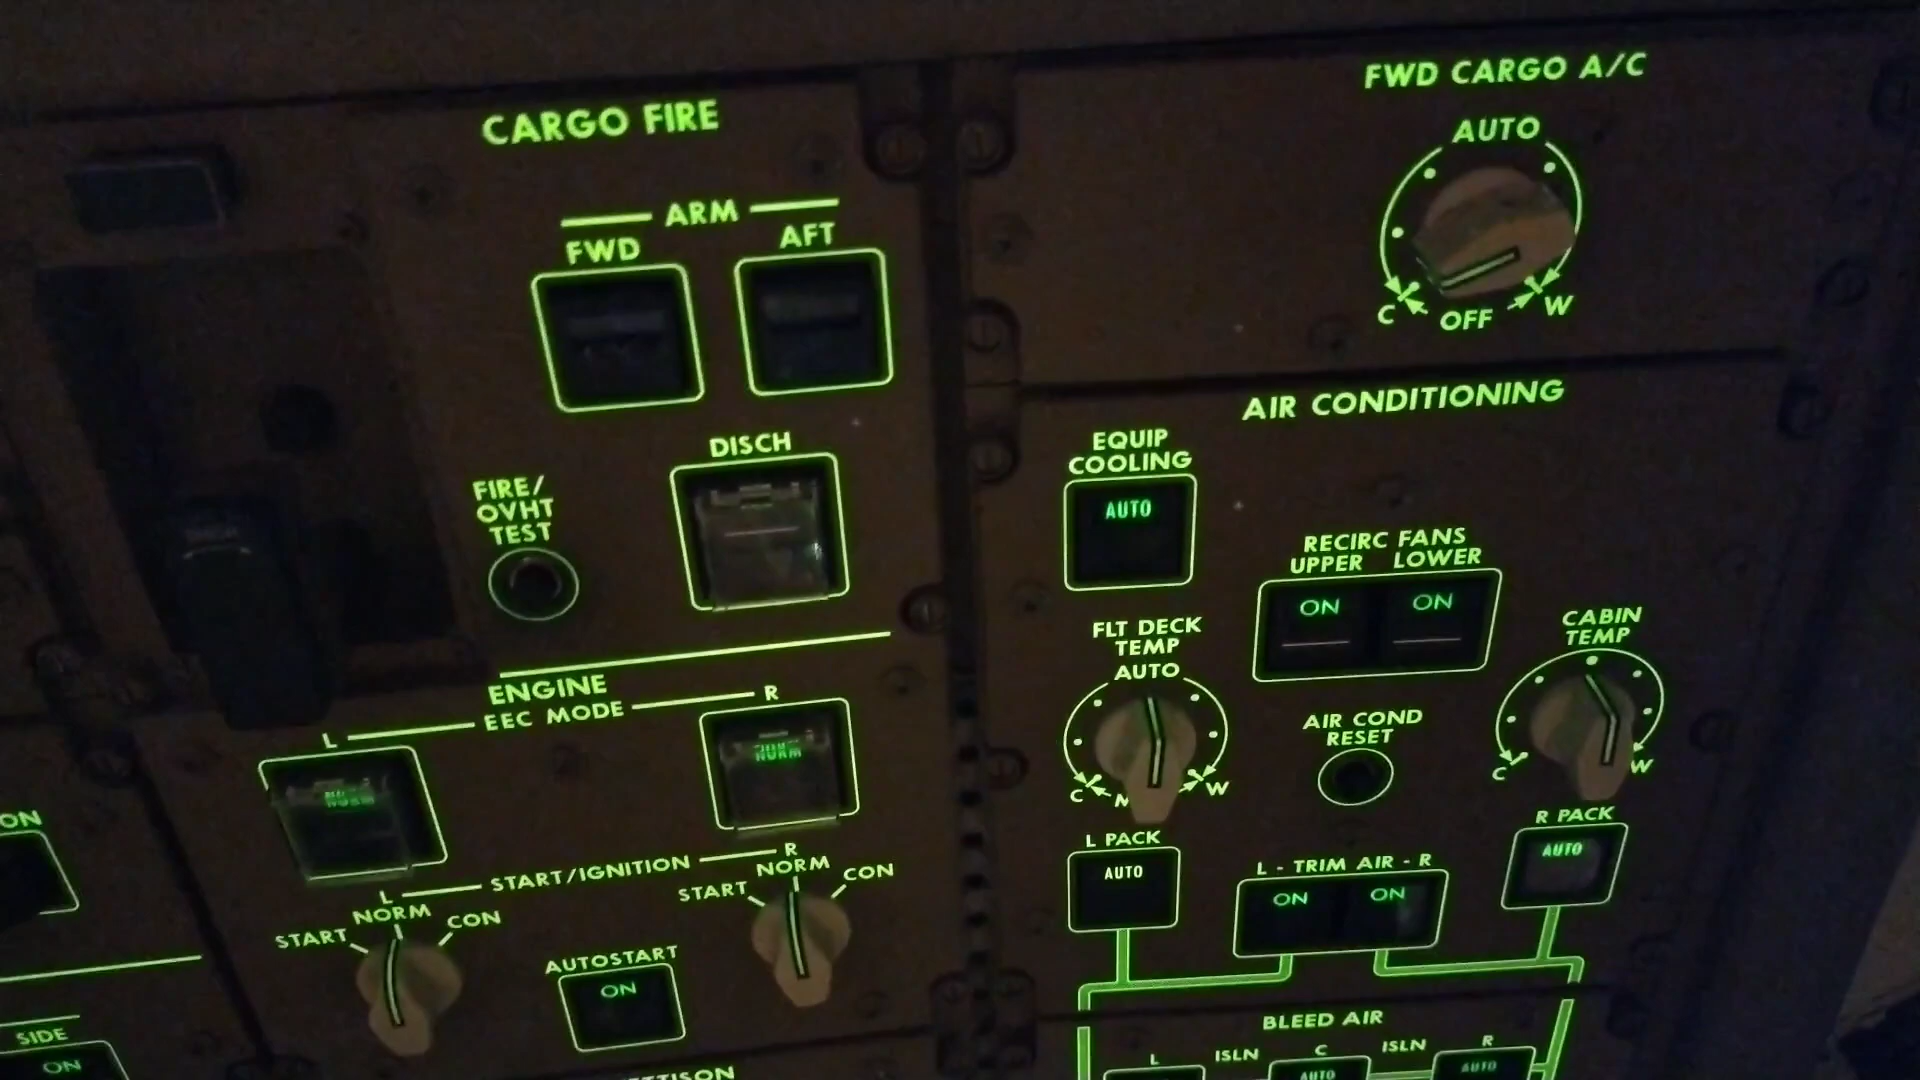 CARGO FIRE
ARM
FWD
AFT
DISCH
FIRE/
OVHT
TEST
ENGINE
L EEC MODE R
NORM
NORM
L START/IGNITION R
START NORM CON
START NORM CON
AUTOSTART
ON
ON
SIDE
ON
FWD CARGO A/C
AUTO
C OFF W
AIR CONDITIONING
EQUIP
COOLING
AUTO
RECIRC FANS
UPPER LOWER
ON ON
FLT DECK
TEMP
AUTO
C W
CABIN
TEMP
C W
AIR COND
RESET
L PACK
AUTO
L - TRIM AIR - R
ON ON
R PACK
AUTO
BLEED AIR
L ISLN C ISLN R
AUTO AUTO